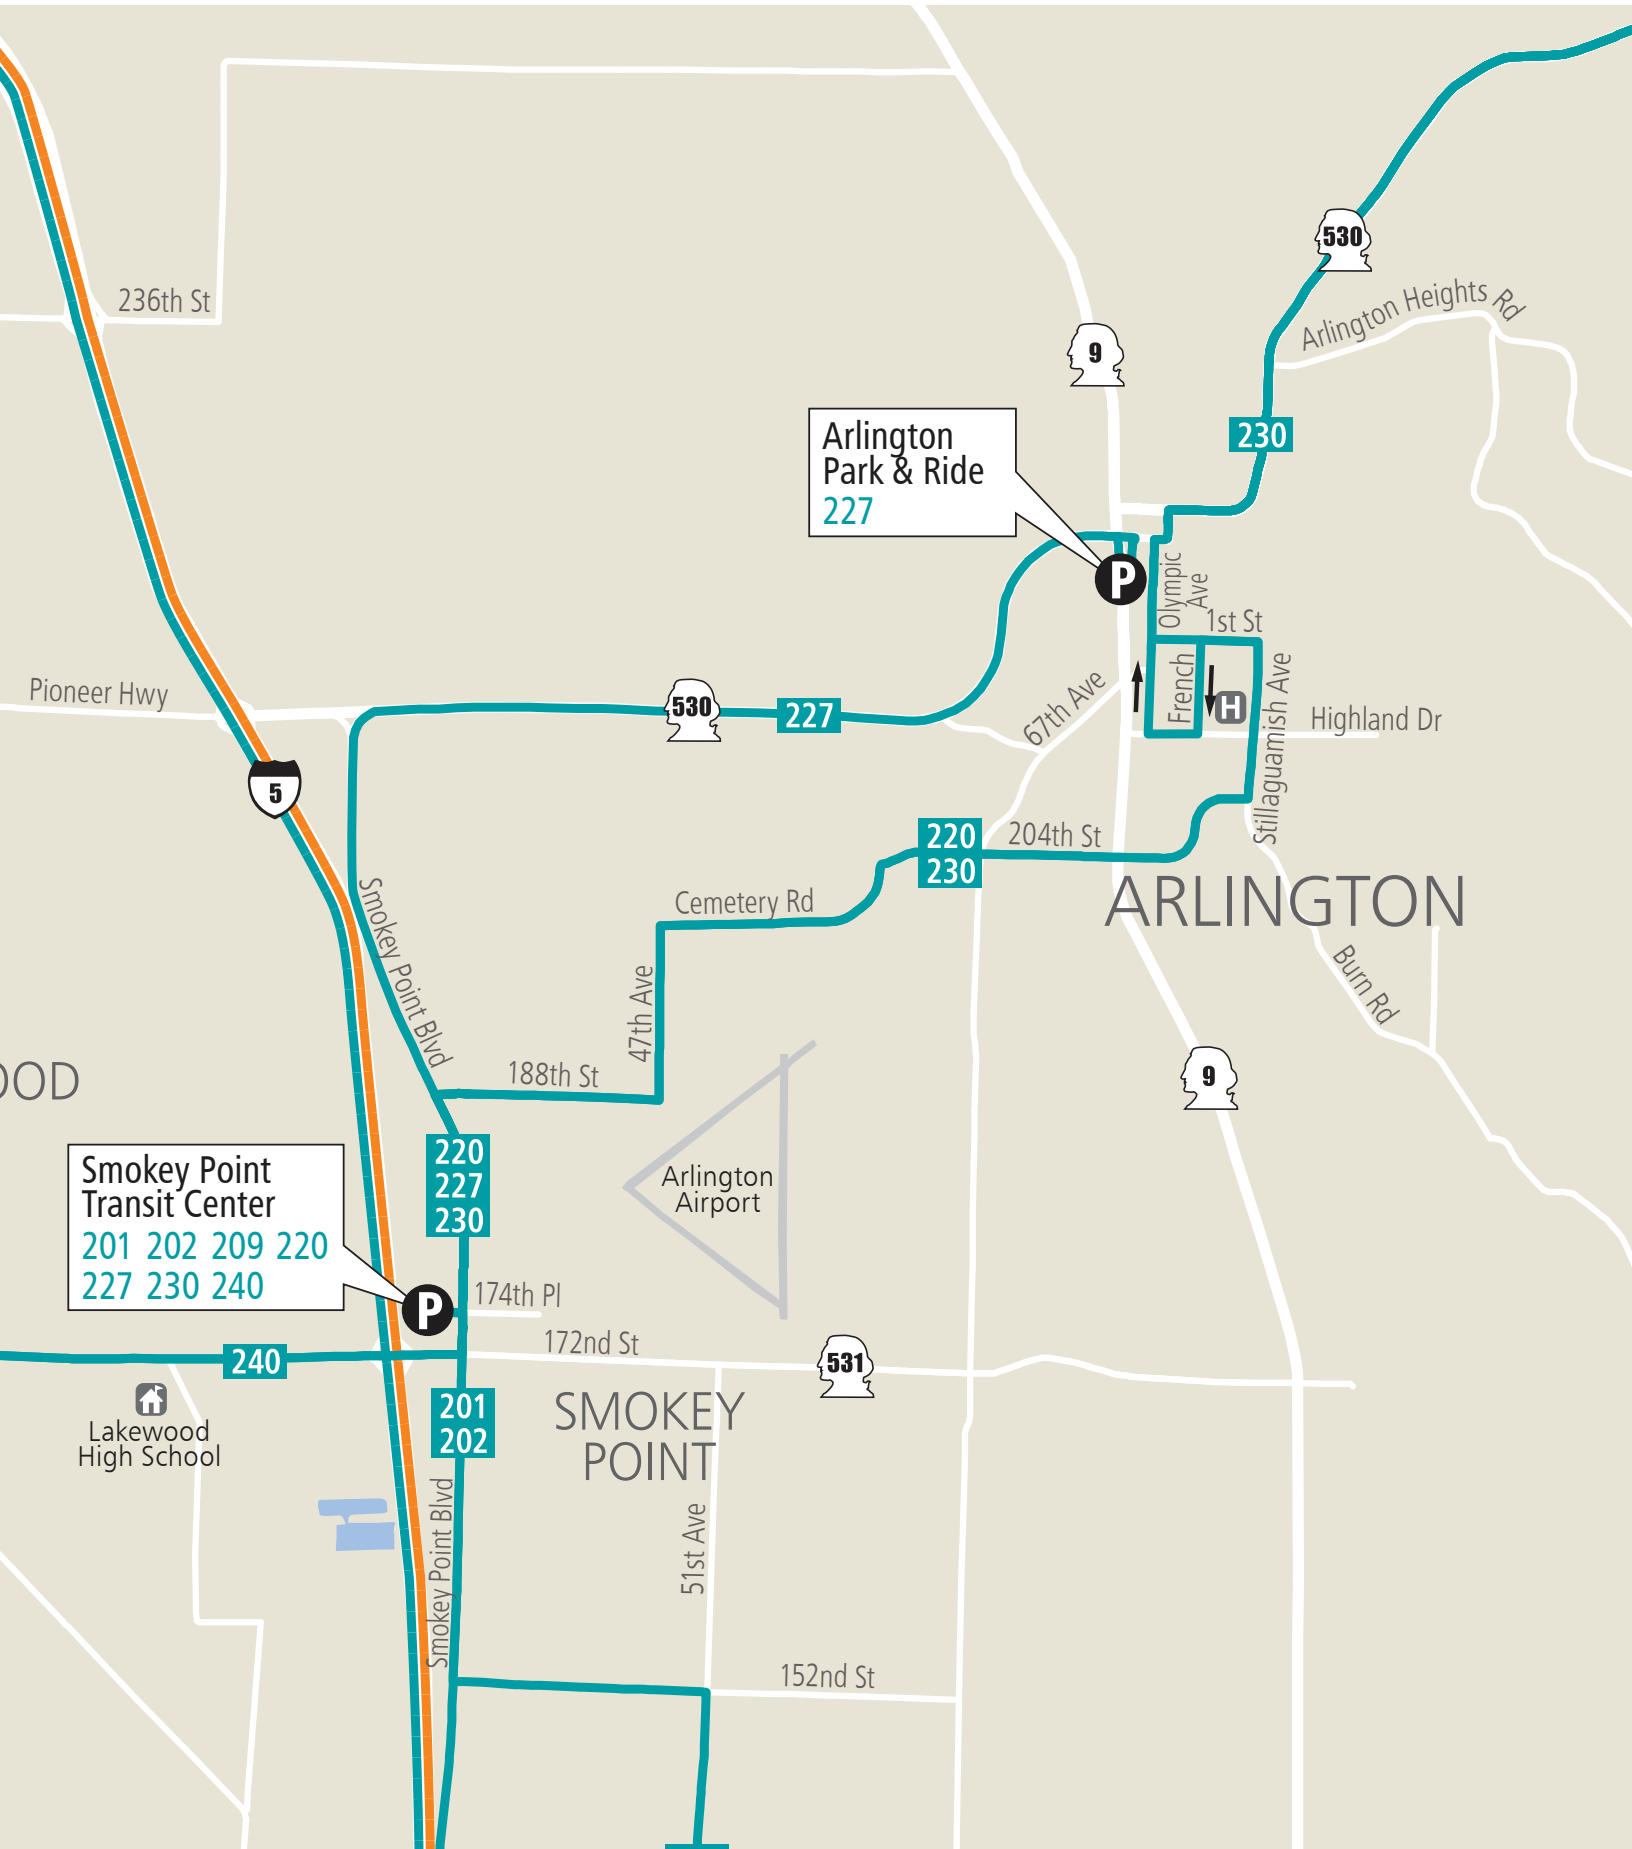 530
236th St
Arlington Heights Rd
9
Arlington
Park & Ride
227
230
P
Olympic
Ave
1st St
French
H
Stillaguamish Ave
Highland Dr
67th Ave
Pioneer Hwy
530
227
5
220
230
204th St
ARLINGTON
Cemetery Rd
Smokey Point Blvd
47th Ave
188th St
Burn Rd
9
OOD
Smokey Point
Transit Center
201 202 209 220
227 230 240
220
227
230
Arlington
Airport
P
174th Pl
172nd St
531
240
201
202
SMOKEY
POINT
Lakewood
High School
Smokey Point Blvd
51st Ave
152nd St